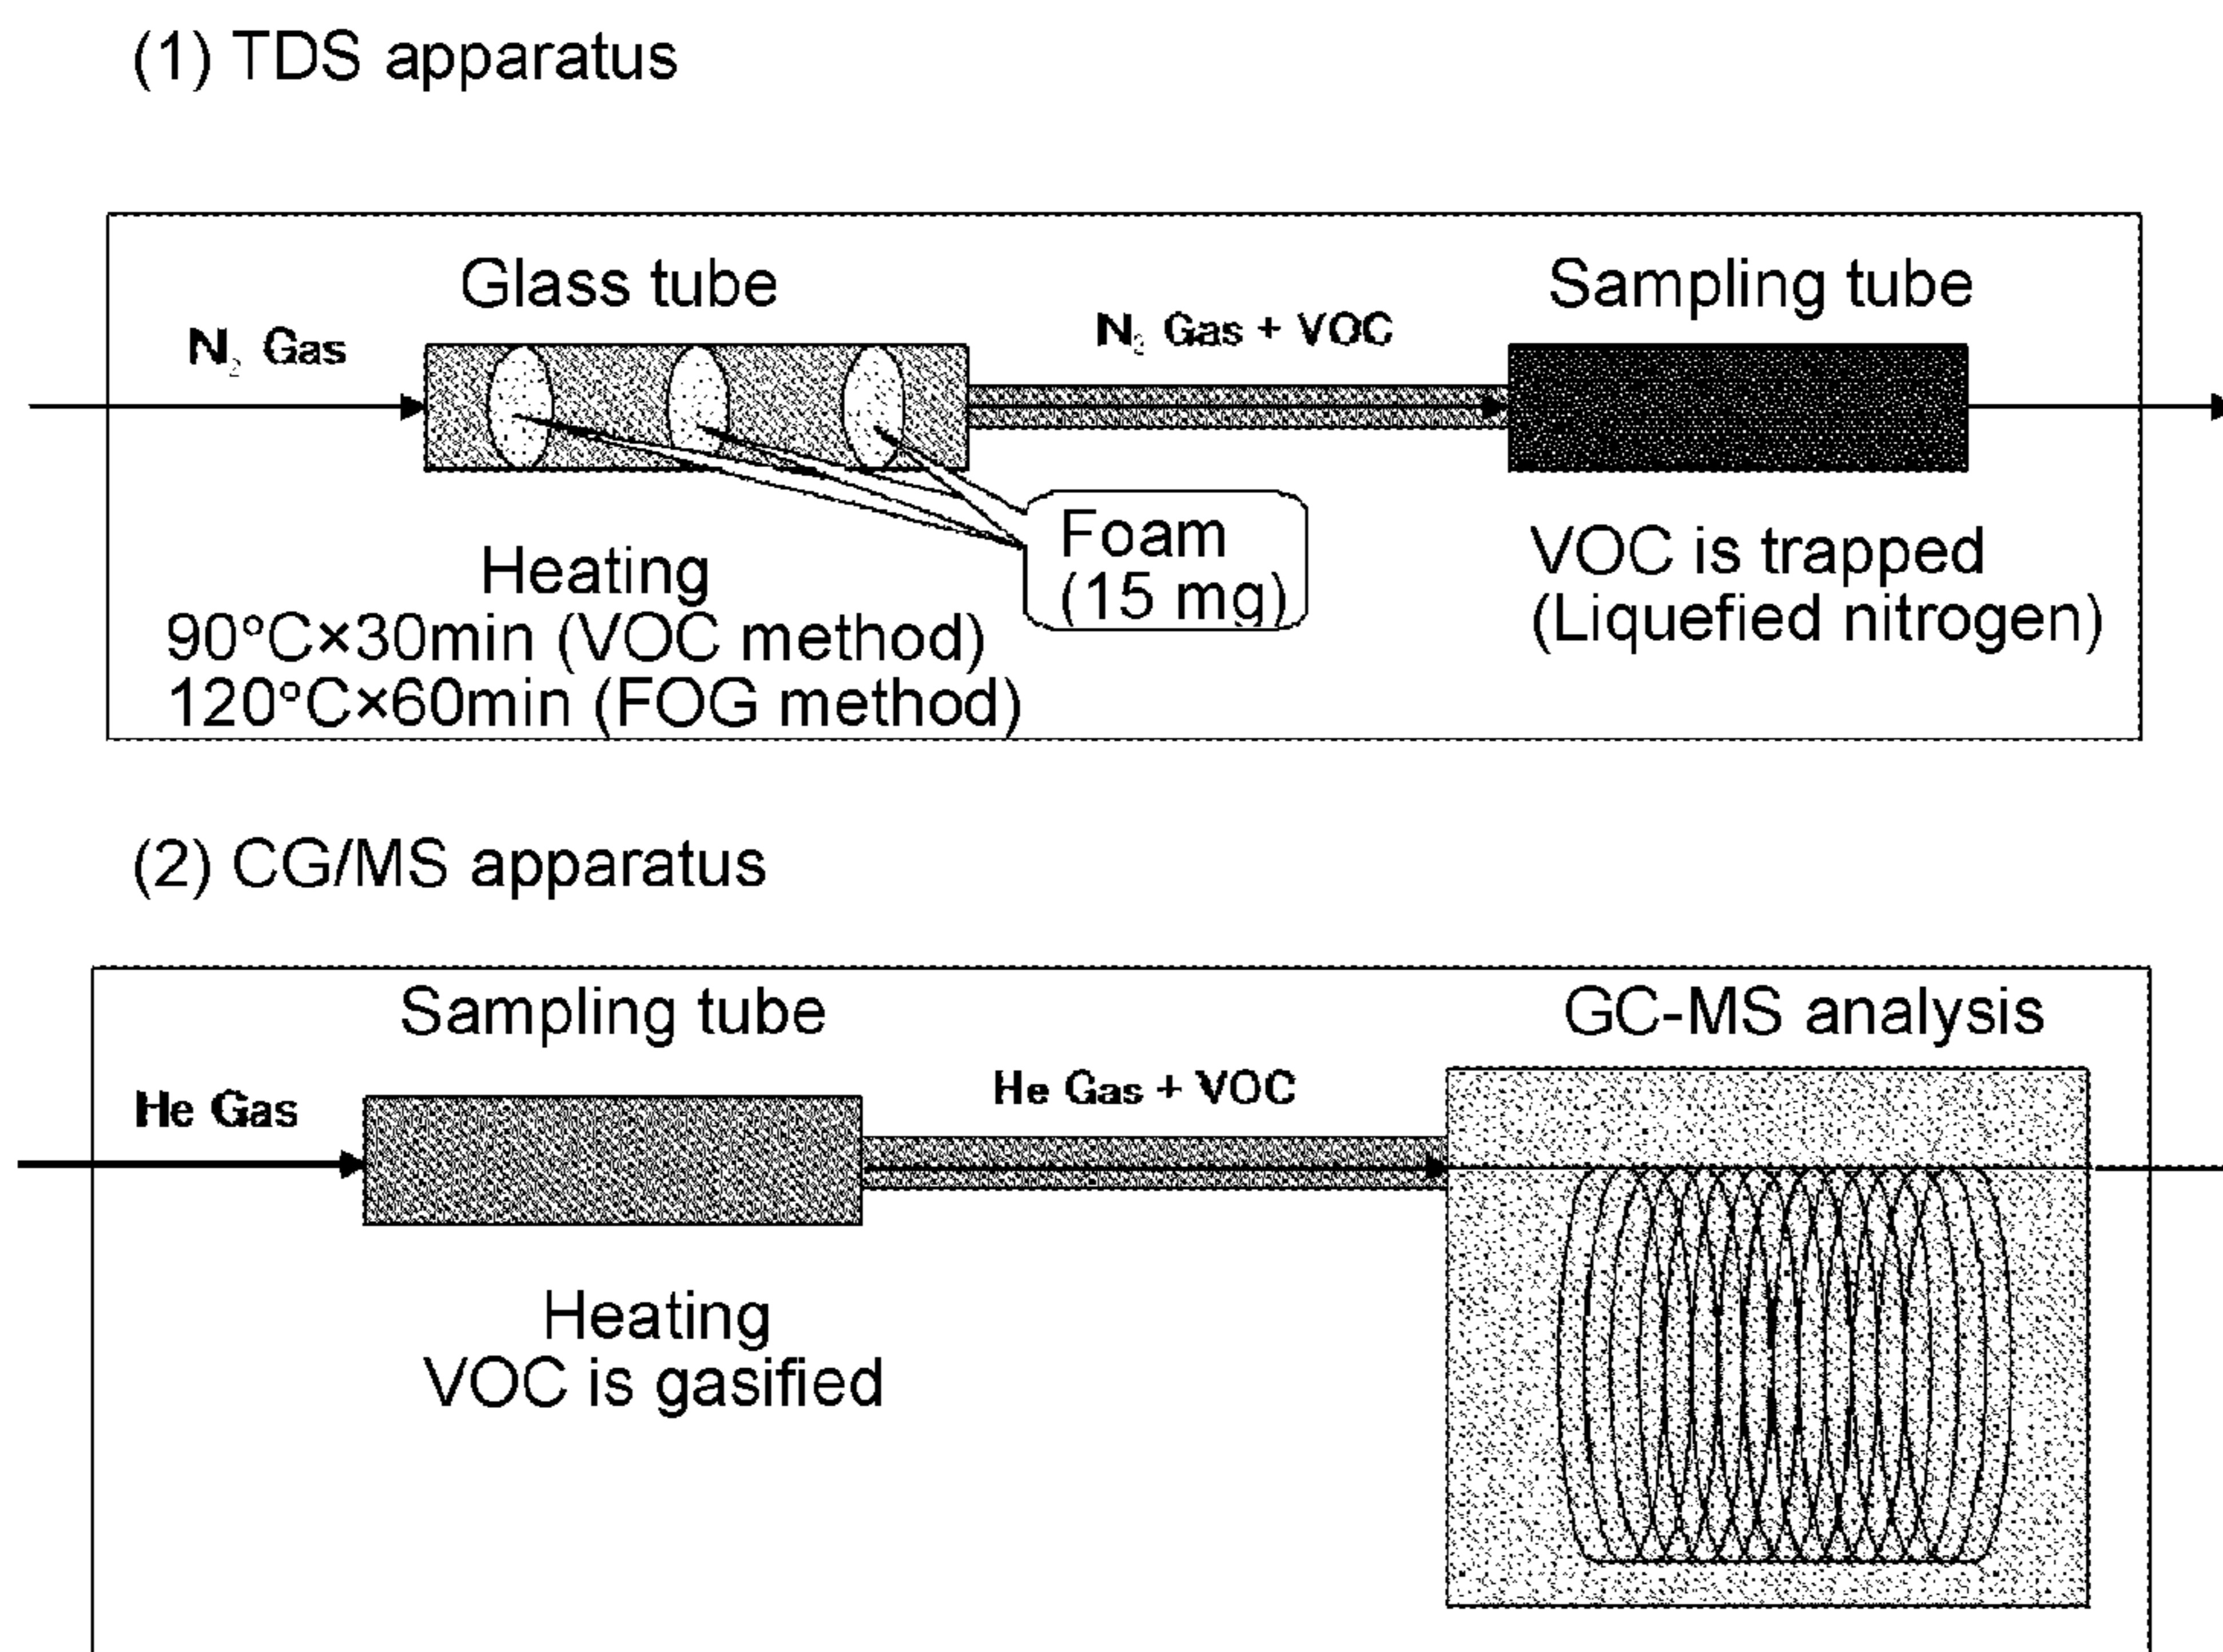 (1) TDS apparatus
Glass tube
Sampling tube
N₂ Gas
N₂ Gas + VOC
Foam
(15 mg)
Heating
90°C×30min (VOC method)
120°C×60min (FOG method)
VOC is trapped
(Liquefied nitrogen)
(2) CG/MS apparatus
Sampling tube
GC-MS analysis
He Gas
He Gas + VOC
Heating
VOC is gasified